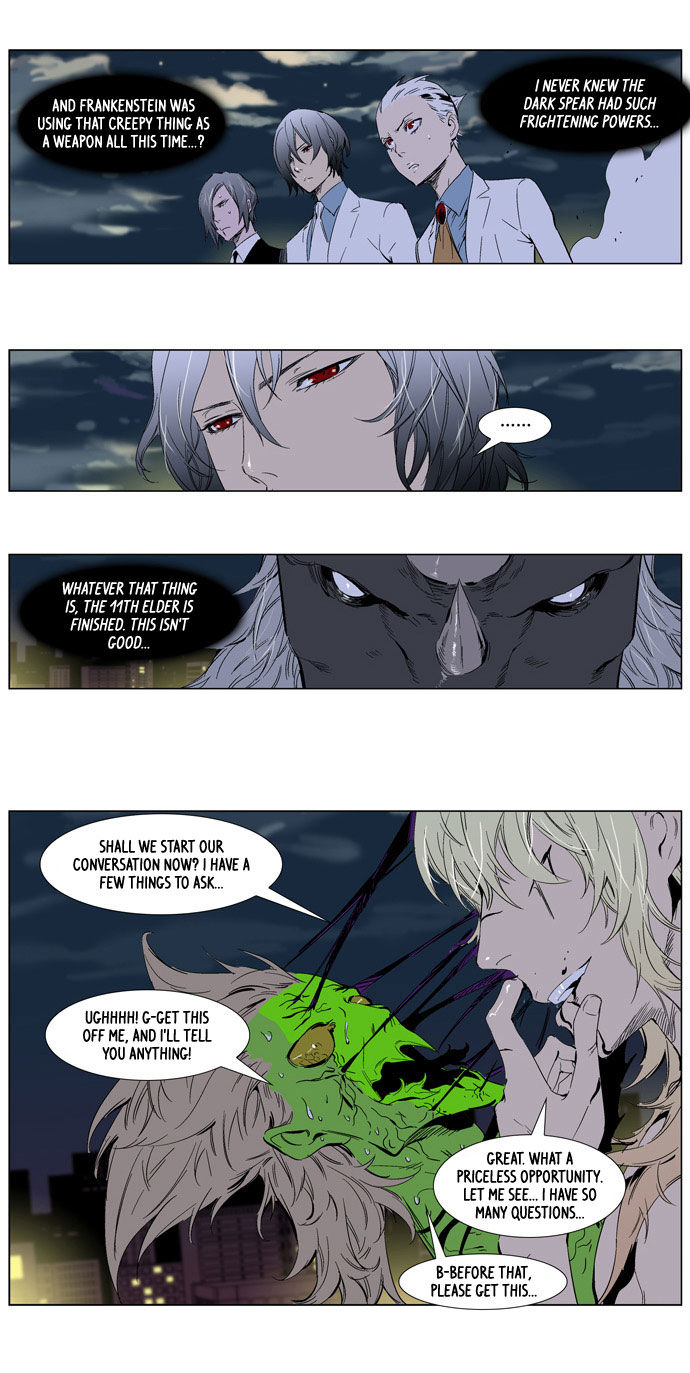 AND FRANKENSTEIN WAS
USING THAT CREEPY THING AS
A WEAPON ALL THIS TIME...?
I NEVER KNEW THE
DARK SPEAR HAD SUCH
FRIGHTENING POWERS...
......
WHATEVER THAT THING
IS, THE 11TH ELDER IS
FINISHED. THIS ISN'T
GOOD...
SHALL WE START OUR
CONVERSATION NOW? I HAVE A
FEW THINGS TO ASK...
UGHHHH! G-GET THIS
OFF ME, AND I'LL TELL
YOU ANYTHING!
GREAT. WHAT A
PRICELESS OPPORTUNITY.
LET ME SEE... I HAVE SO
MANY QUESTIONS...
B-BEFORE THAT,
PLEASE GET THIS...